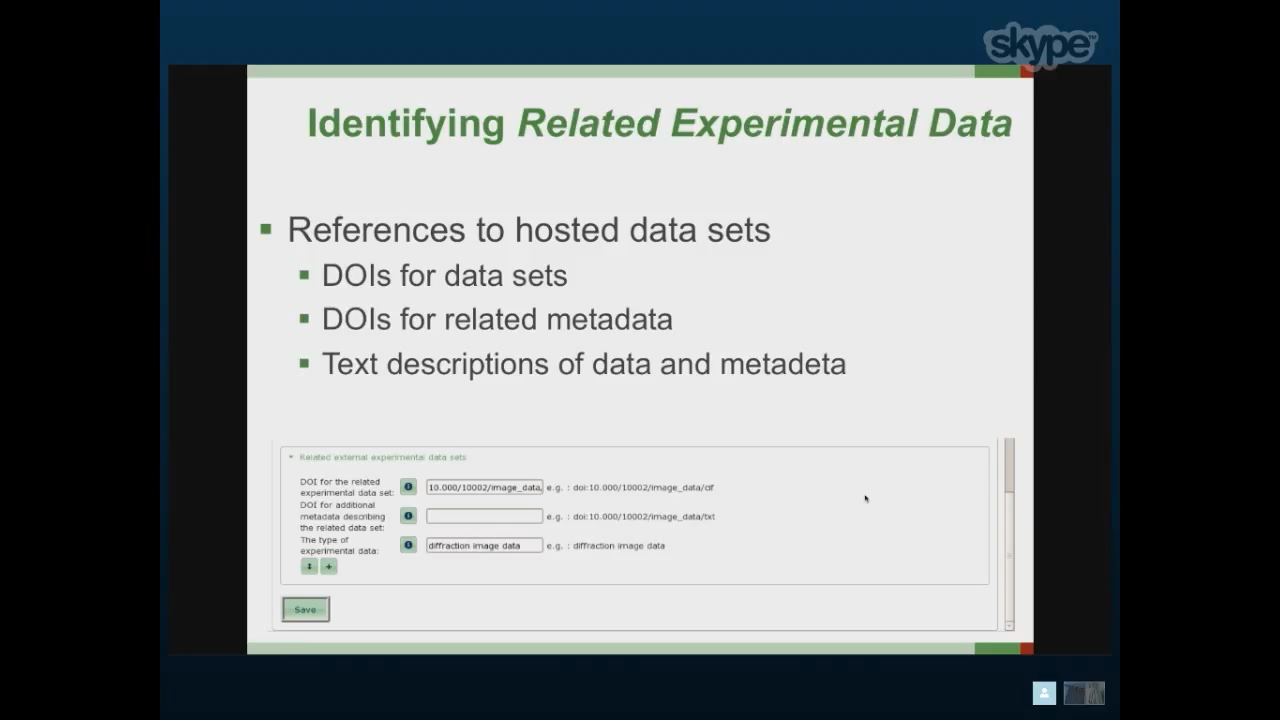 skype
Identifying Related Experimental Data
References to hosted data sets
DOIs for data sets
DOIs for related metadata
Text descriptions of data and metadeta
Related external experimental data sets
DOI for the related
experimental data set:
10.000/10002/image_data, e.g. : doi:10.000/10002/image_data/cif
DOI for additional
metadata describing
the related data set:
e.g. : doi:10.000/10002/image_data/txt
The type of
experimental data:
diffraction image data e.g. : diffraction image data
Save